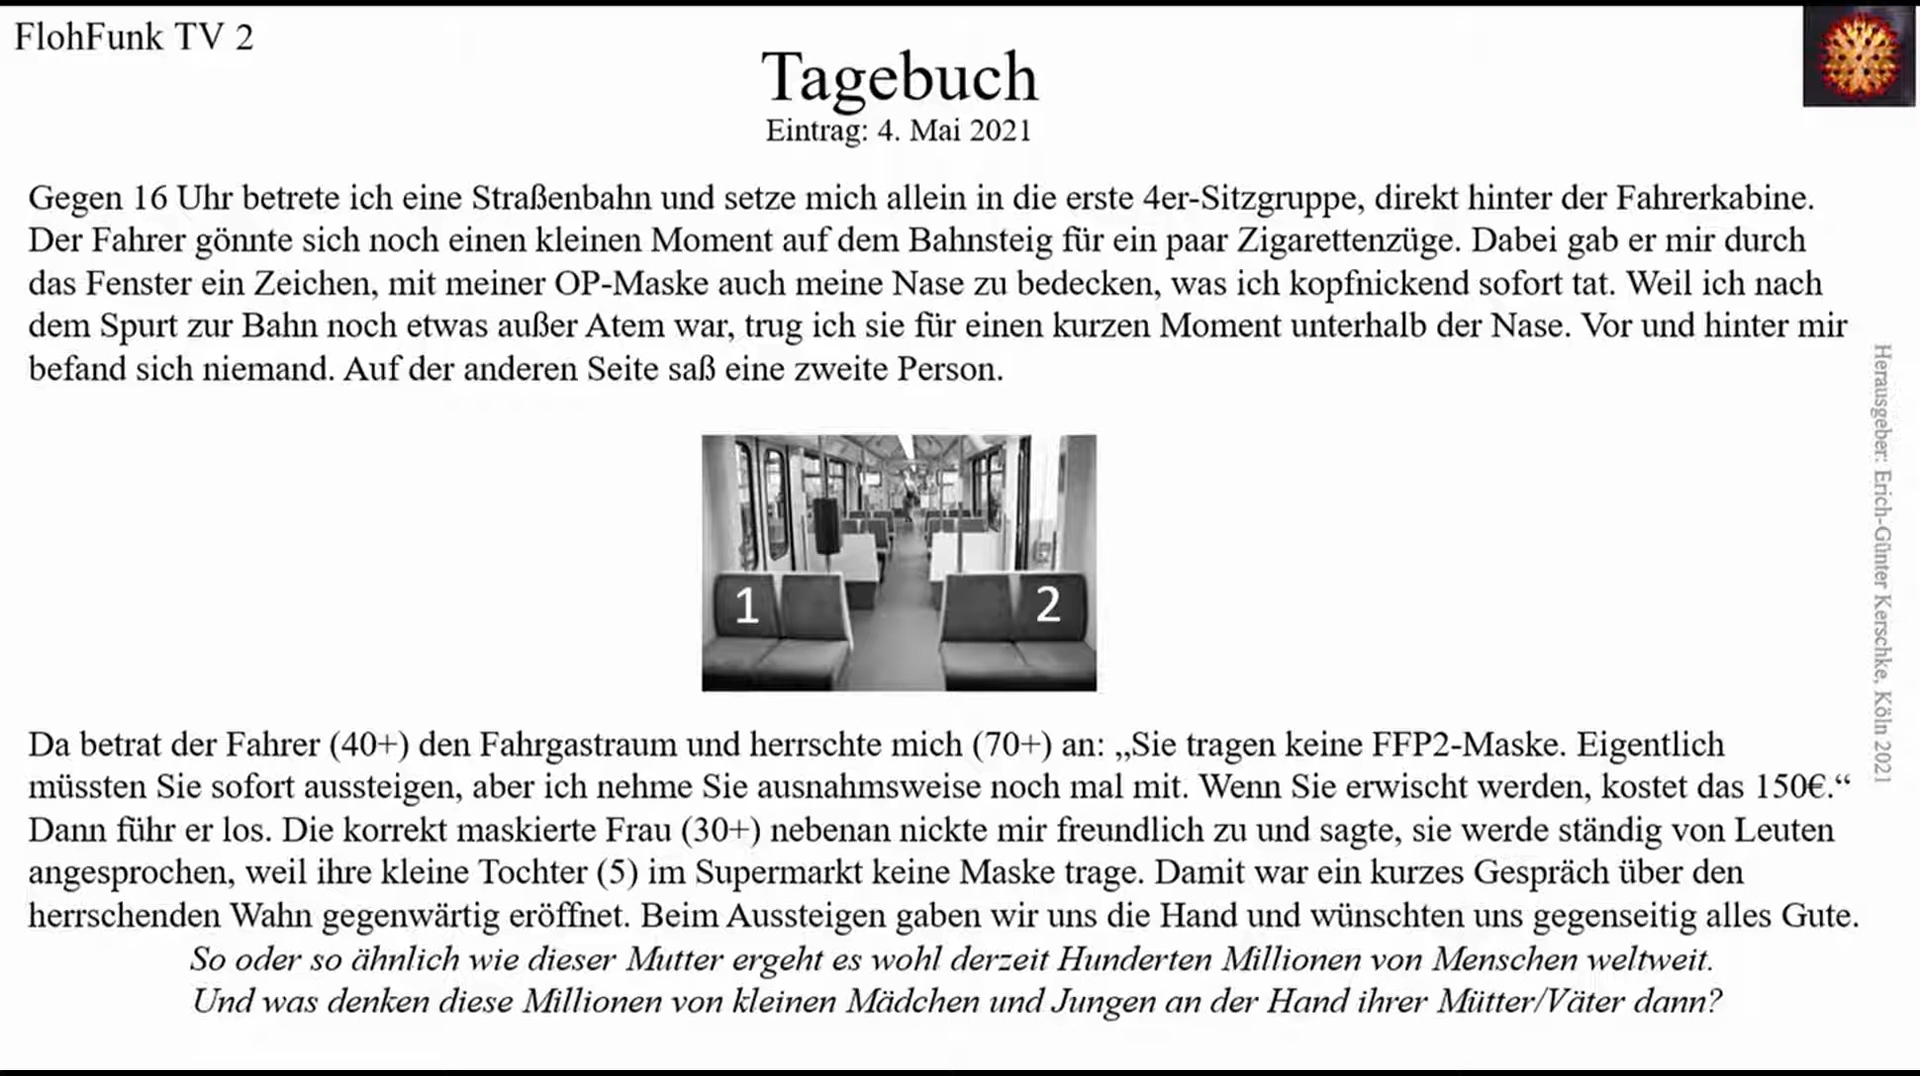 FlohFunk TV 2
Tagebuch
Eintrag: 4. Mai 2021
Gegen 16 Uhr betrete ich eine Straßenbahn und setze mich allein in die erste 4er-Sitzgruppe, direkt hinter der Fahrerkabine.
Der Fahrer gönnte sich noch einen kleinen Moment auf dem Bahnsteig für ein paar Zigarettenzüge. Dabei gab er mir durch
das Fenster ein Zeichen, mit meiner OP-Maske auch meine Nase zu bedecken, was ich kopfnickend sofort tat. Weil ich nach
dem Spurt zur Bahn noch etwas außer Atem war, trug ich sie für einen kurzen Moment unterhalb der Nase. Vor und hinter mir
befand sich niemand. Auf der anderen Seite saß eine zweite Person.
1
2
Da betrat der Fahrer (40+) den Fahrgastraum und herrschte mich (70+) an: „Sie tragen keine FFP2-Maske. Eigentlich
müssten Sie sofort aussteigen, aber ich nehme Sie ausnahmsweise noch mal mit. Wenn Sie erwischt werden, kostet das 150€.“
Dann führ er los. Die korrekt maskierte Frau (30+) nebenan nickte mir freundlich zu und sagte, sie werde ständig von Leuten
angesprochen, weil ihre kleine Tochter (5) im Supermarkt keine Maske trage. Damit war ein kurzes Gespräch über den
herrschenden Wahn gegenwärtig eröffnet. Beim Aussteigen gaben wir uns die Hand und wünschten uns gegenseitig alles Gute.
So oder so ähnlich wie dieser Mutter ergeht es wohl derzeit Hunderten Millionen von Menschen weltweit.
Und was denken diese Millionen von kleinen Mädchen und Jungen an der Hand ihrer Mütter/Väter dann?
Herausgeber: Erich-Günter Kerschke, Köln 2021